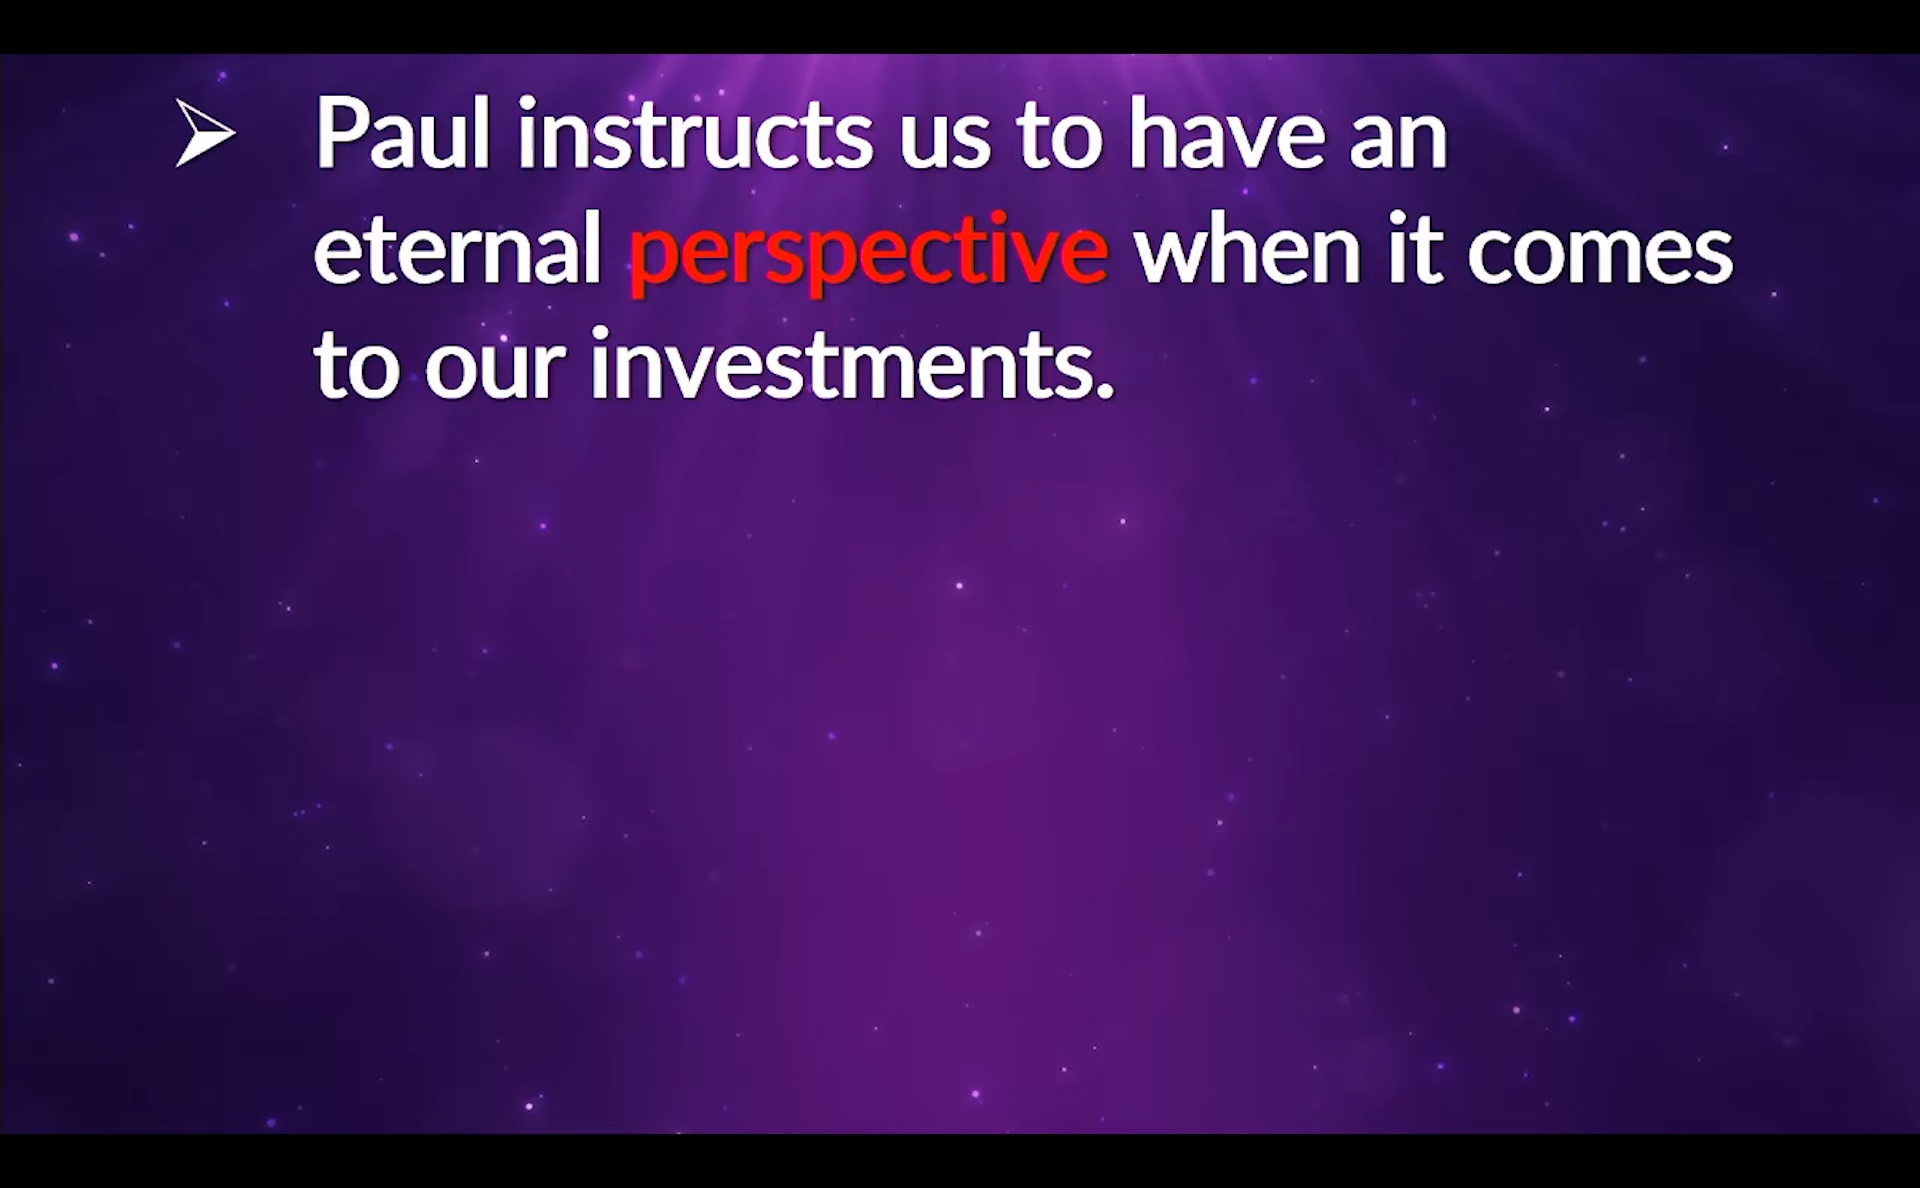 ➢ Paul instructs us to have an
eternal perspective when it comes
to our investments.